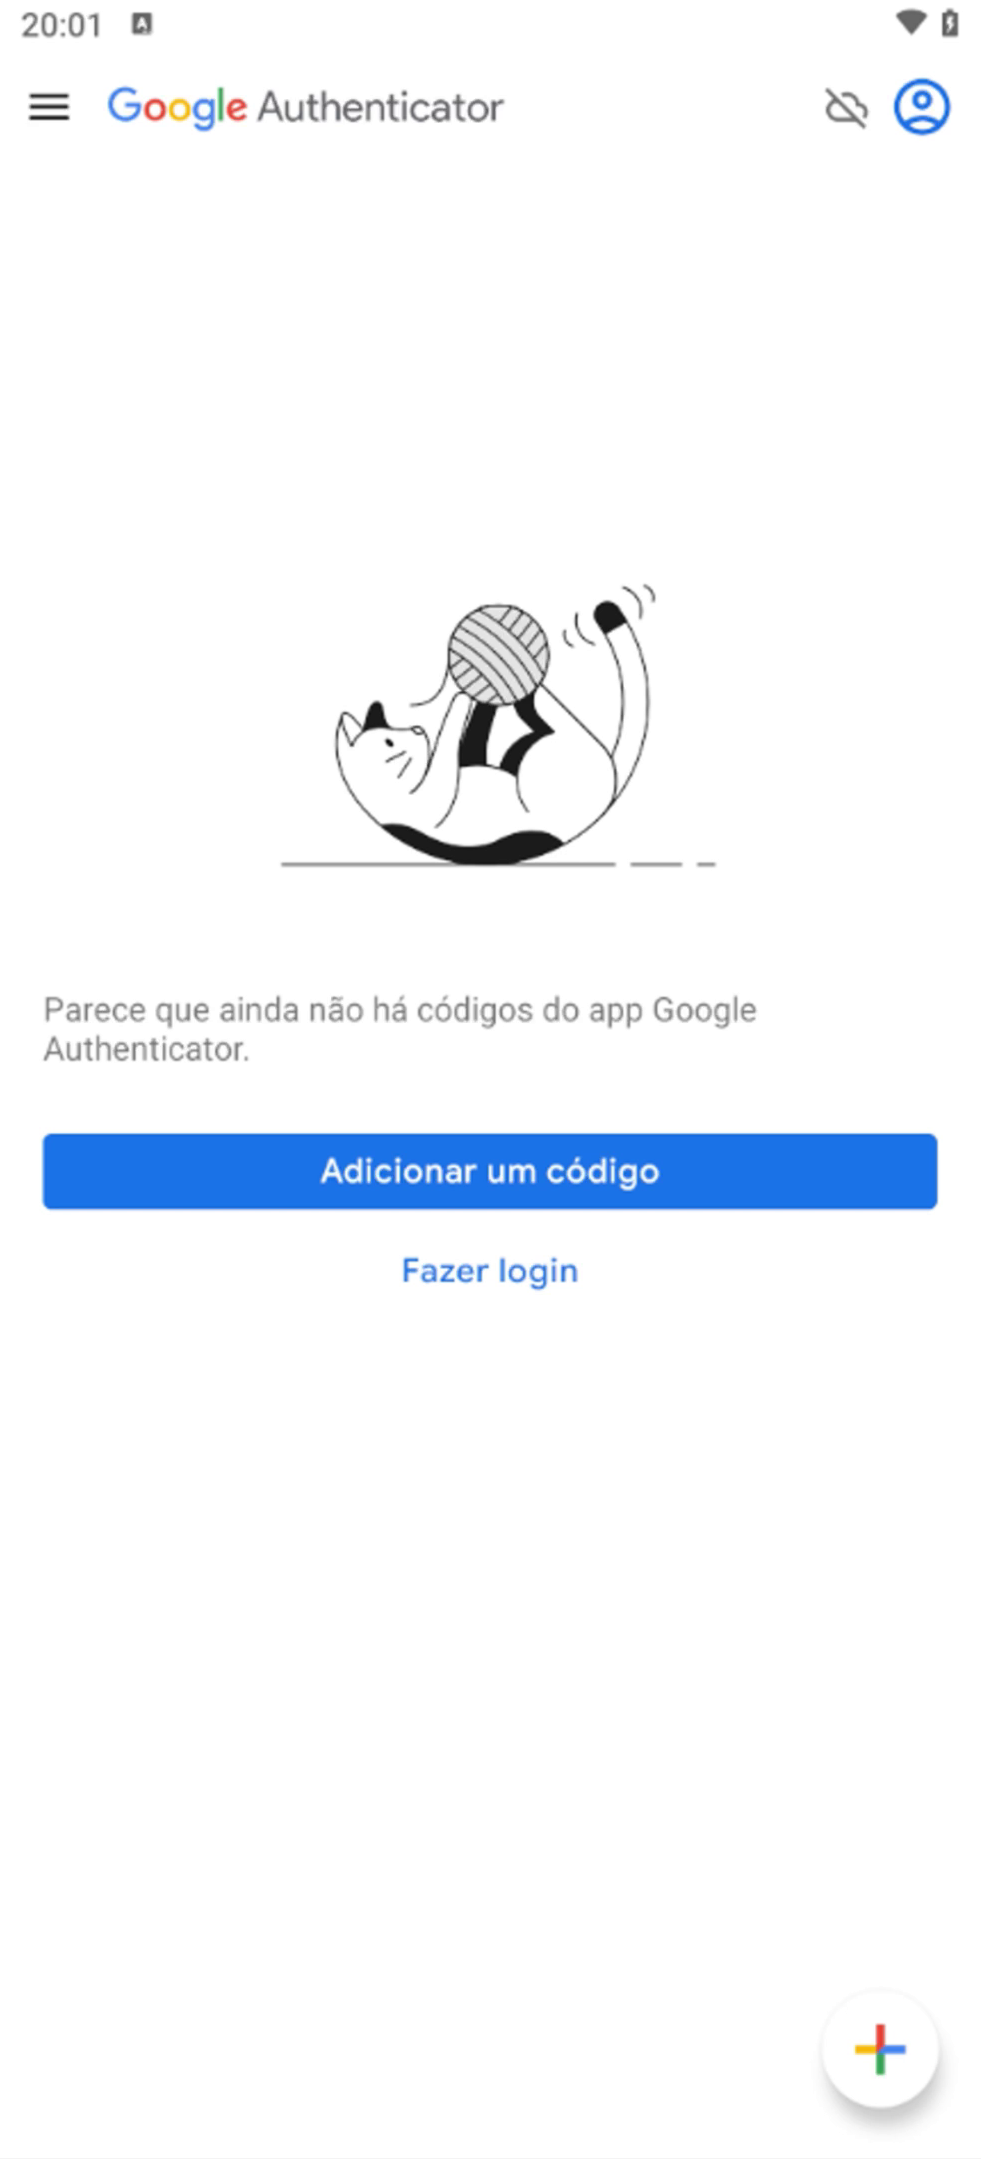 20:01
Google Authenticator
Parece que ainda não há códigos do app Google
Authenticator.
Adicionar um código
Fazer login